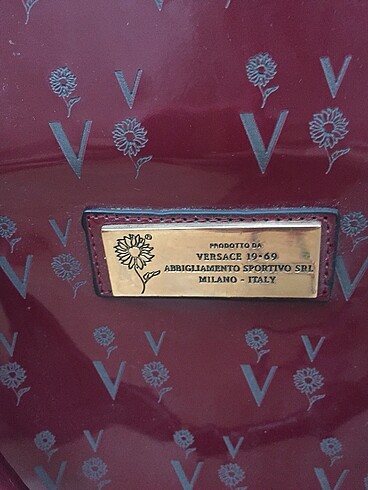 V V
V V
V V
®
PRODOTTO DA
VERSACE 19•69
ABBIGLIAMENTO SPORTIVO SRL
MILANO - ITALY
V V
V V
V V
V V V
V V
V V V